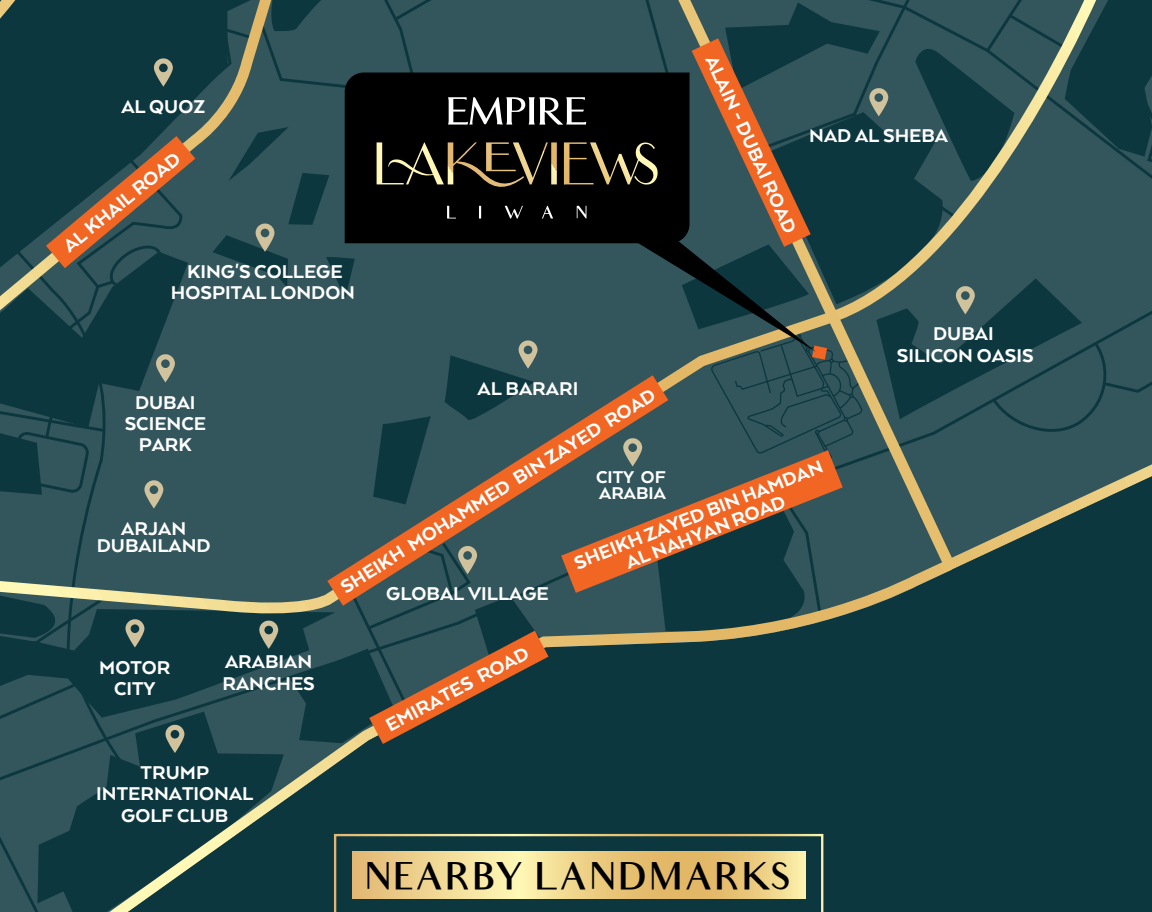 AL QUOZ
AL KHAIL ROAD
EMPIRE
LAKEVIEWS
LIWAN
ALAIN - DUBAI ROAD
NAD AL SHEBA
KING'S COLLEGE
HOSPITAL LONDON
DUBAI
SILICON OASIS
AL BARARI
DUBAI
SCIENCE
PARK
SHEIKH MOHAMMED BIN ZAYED ROAD
CITY OF
ARABIA
SHEIKH ZAYED BIN HAMDAN
AL NAHYAN ROAD
ARJAN
DUBAILAND
GLOBAL VILLAGE
MOTOR
CITY
ARABIAN
RANCHES
EMIRATES ROAD
TRUMP
INTERNATIONAL
GOLF CLUB
NEARBY LANDMARKS